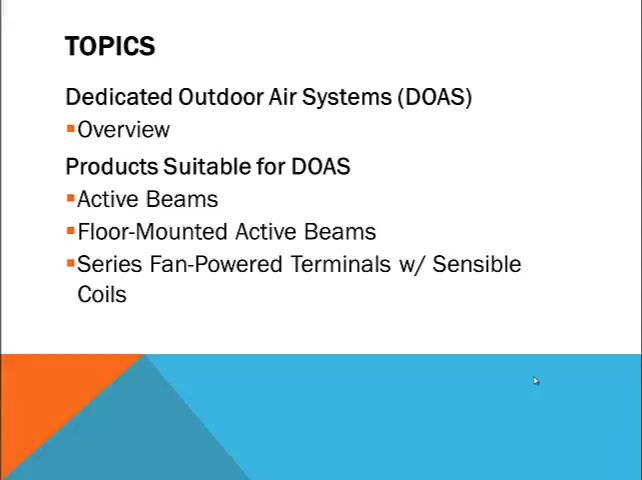 TOPICS
Dedicated Outdoor Air Systems (DOAS)
▪Overview
Products Suitable for DOAS
▪Active Beams
▪Floor-Mounted Active Beams
▪Series Fan-Powered Terminals w/ Sensible
Coils